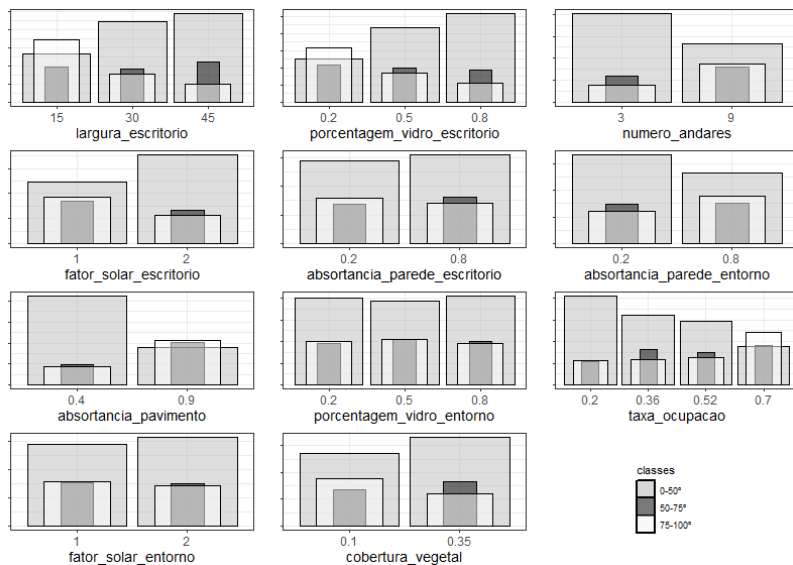 15 30 45
largura_escritorio
0.2 0.5 0.8
porcentagem_vidro_escritorio
3 9
numero_andares
1 2
fator_solar_escritorio
0.2 0.8
absortancia_parede_escritorio
0.2 0.8
absortancia_parede_entorno
0.4 0.9
absortancia_pavimento
0.2 0.5 0.8
porcentagem_vidro_entorno
0.2 0.36 0.52 0.7
taxa_ocupacao
1 2
fator_solar_entorno
0.1 0.35
cobertura_vegetal
classes
0-50º
50-75º
75-100º